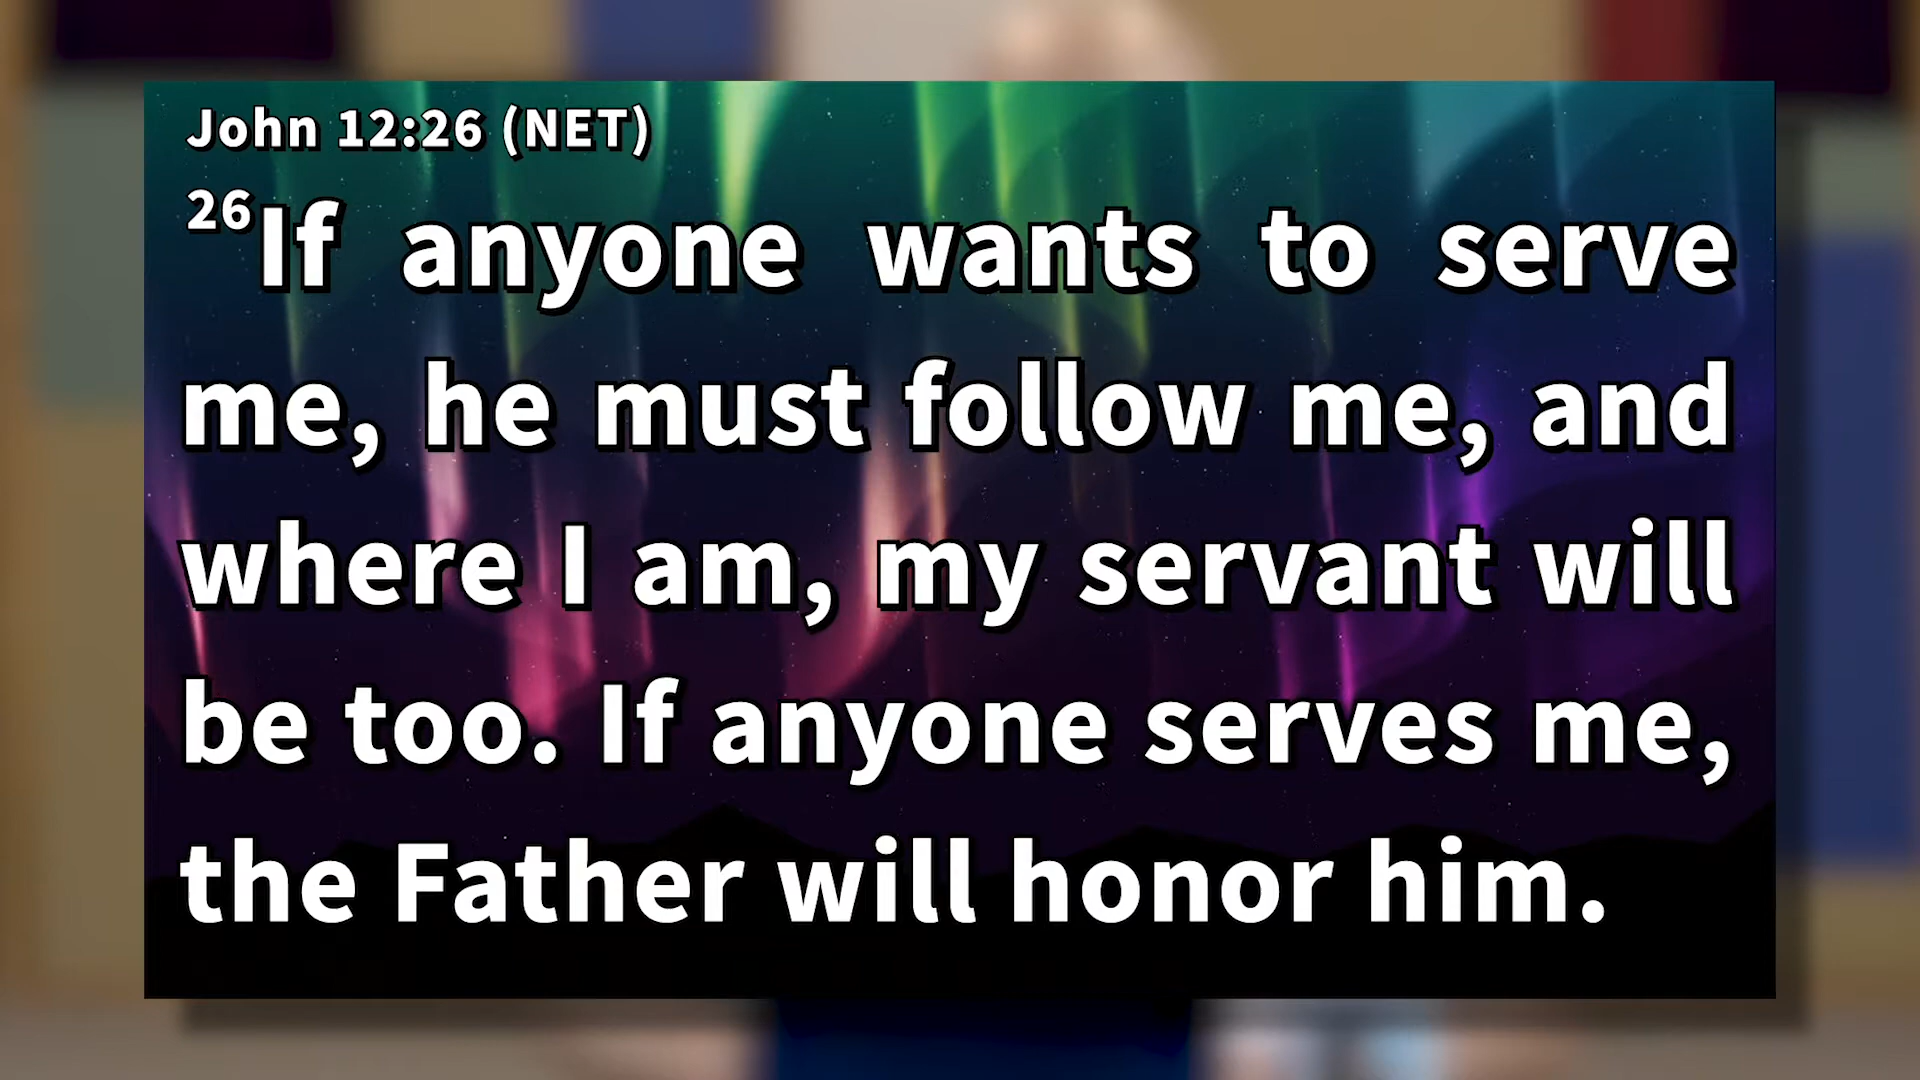 John 12:26 (NET)
26If anyone wants to serve
me, he must follow me, and
where I am, my servant will
be too. If anyone serves me,
the Father will honor him.